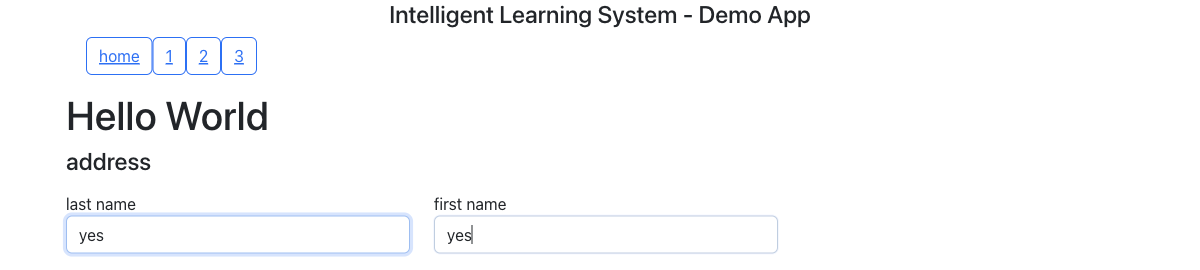 Intelligent Learning System - Demo App
home 1 2 3
Hello World
address
last name first name
yes yes